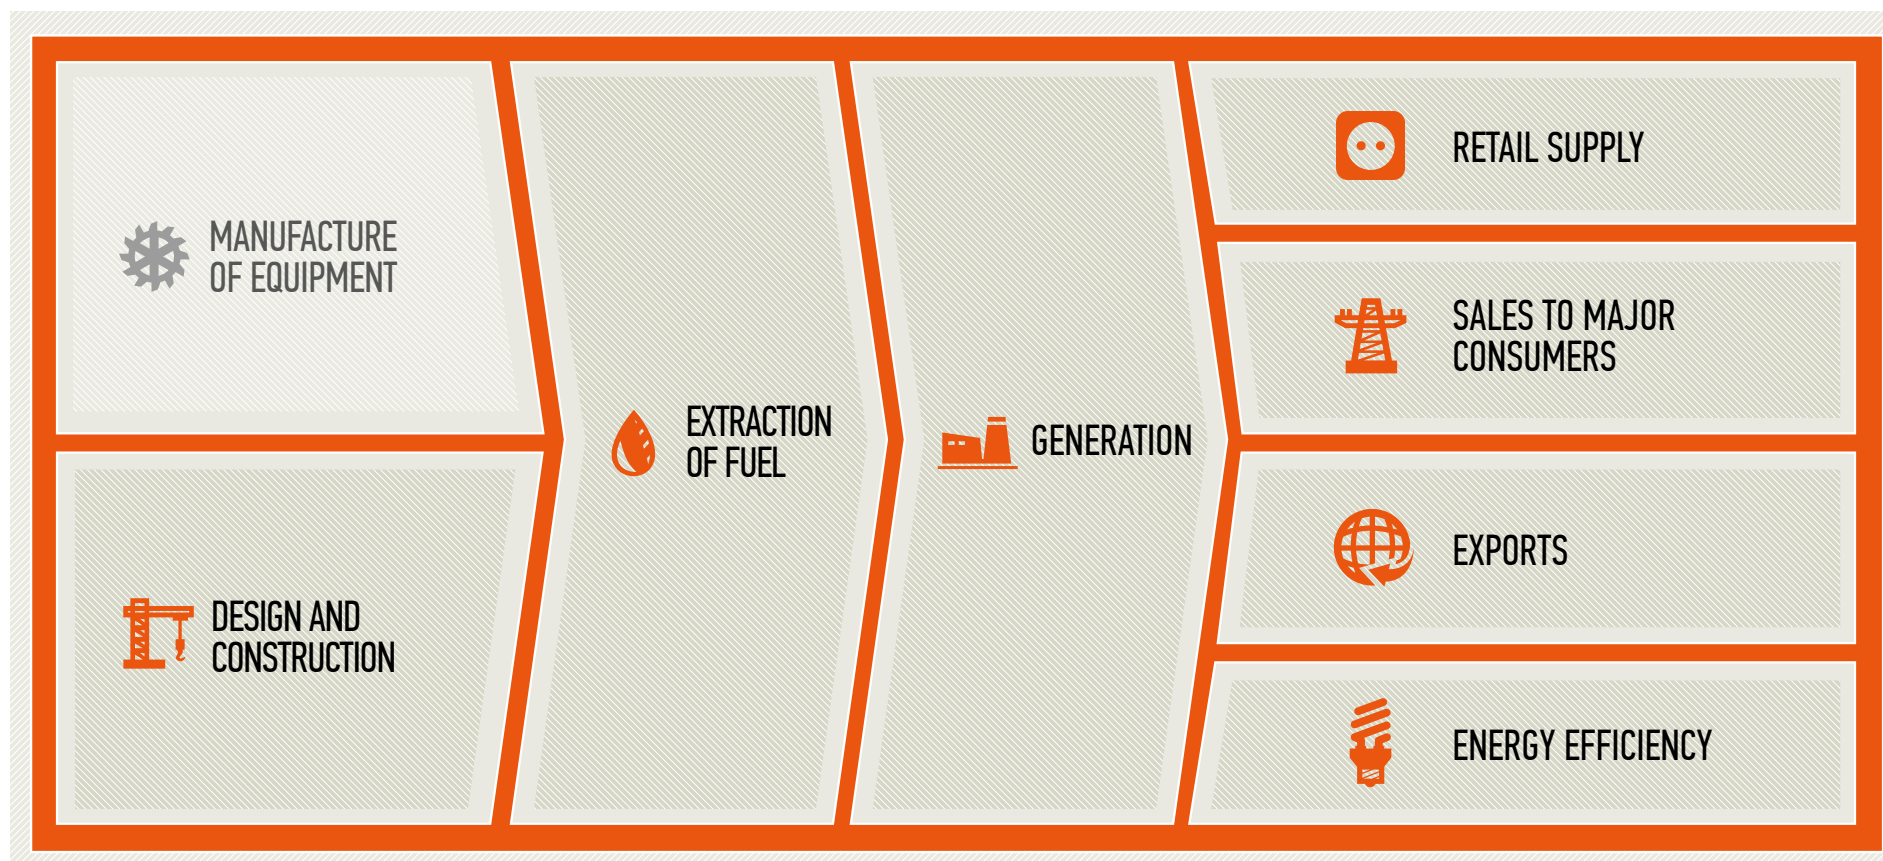 MANUFACTURE
OF EQUIPMENT
DESIGN AND
CONSTRUCTION
EXTRACTION
OF FUEL
GENERATION
RETAIL SUPPLY
SALES TO MAJOR
CONSUMERS
EXPORTS
ENERGY EFFICIENCY